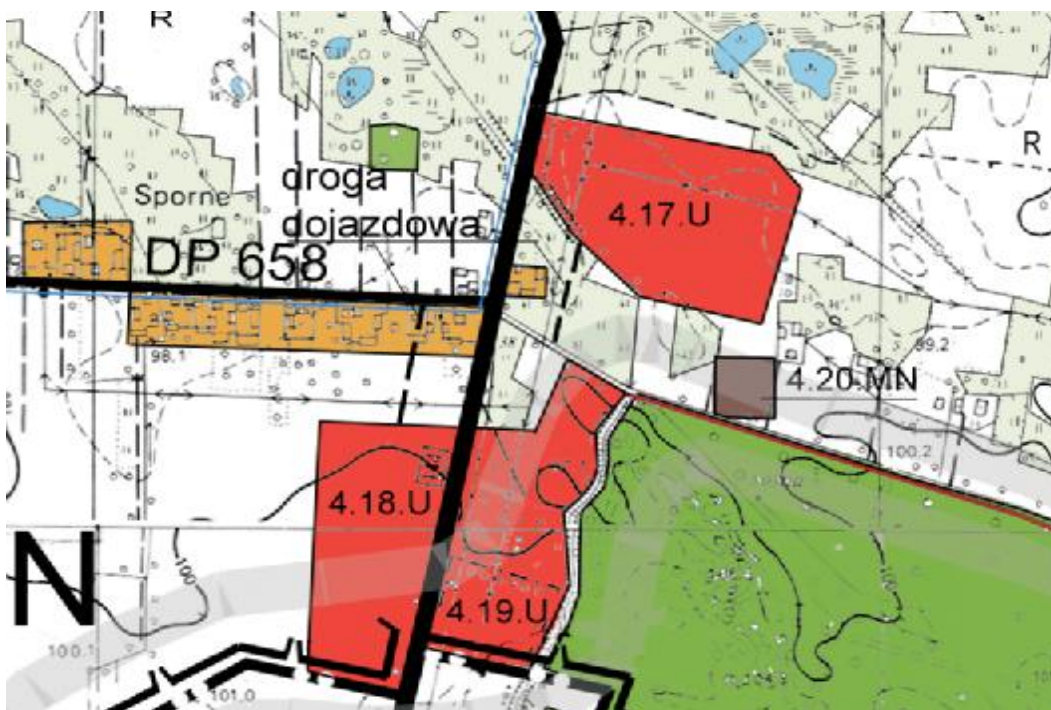 R
R
droga
dojazdowa
Sporne
4.17.U
DP 658
98,1
99,2
4.20.MN
100,2
4.18.U
N
100
4.19.U
100,1
101,0